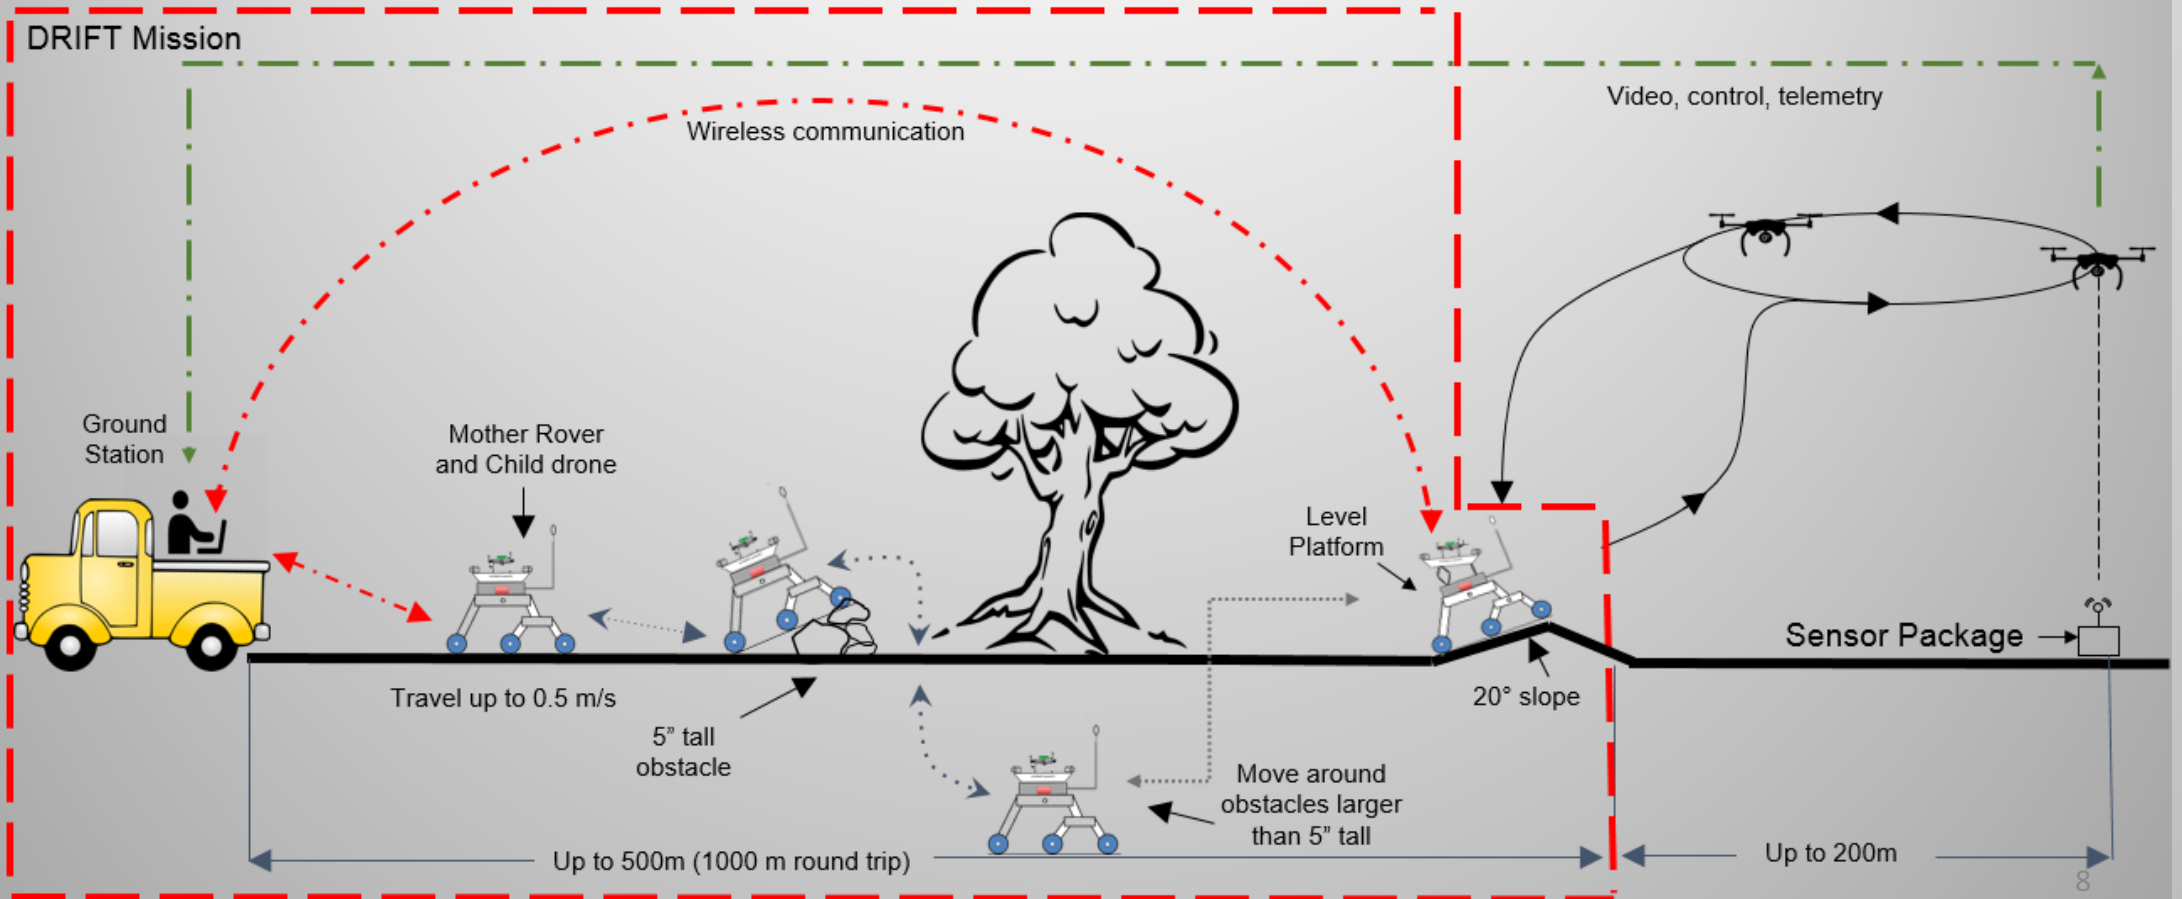 DRIFT Mission
Video, control, telemetry
Wireless communication
Ground
Station
Mother Rover
and Child drone
Level
Platform
Sensor Package
Travel up to 0.5 m/s
20° slope
5” tall
obstacle
Move around
obstacles larger
than 5” tall
Up to 500m (1000 m round trip)
Up to 200m
8